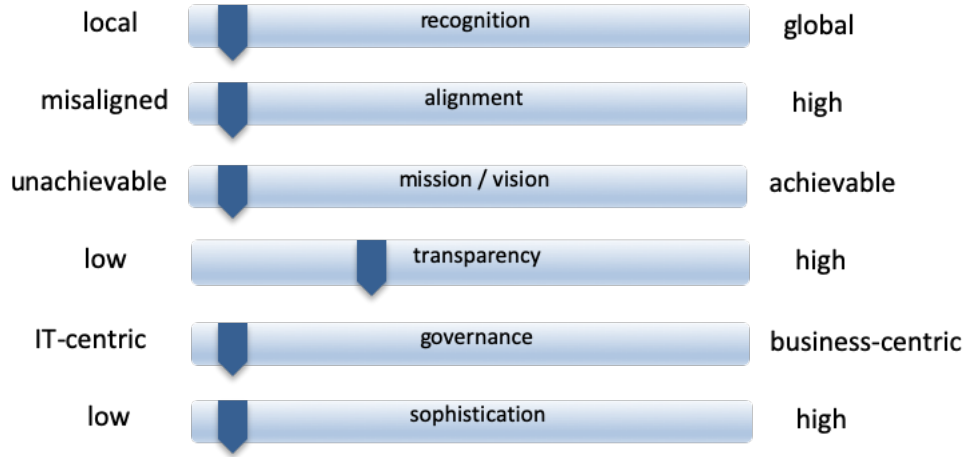 local recognition global
misaligned alignment high
unachievable mission / vision achievable
low transparency high
IT-centric governance business-centric
low sophistication high